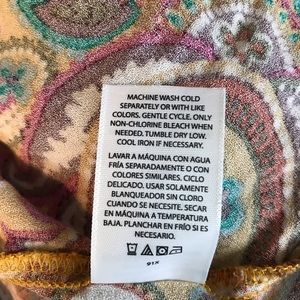 MACHINE WASH COLD
SEPARATELY OR WITH LIKE
COLORS. GENTLE CYCLE. ONLY
NON-CHLORINE BLEACH WHEN
NEEDED. TUMBLE DRY LOW.
COOL IRON IF NECESSARY.
LAVAR A MÁQUINA CON AGUA
FRÍA SEPARADAMENTE O CON
COLORES SIMILARES. CICLO
DELICADO. USAR SOLAMENTE
BLANQUEADOR SIN CLORO
CUANDO SE NECESITE. SECAR
EN MÁQUINA A TEMPERATURA
BAJA. PLANCHAR EN FRÍO SI ES
NECESARIO.
91X